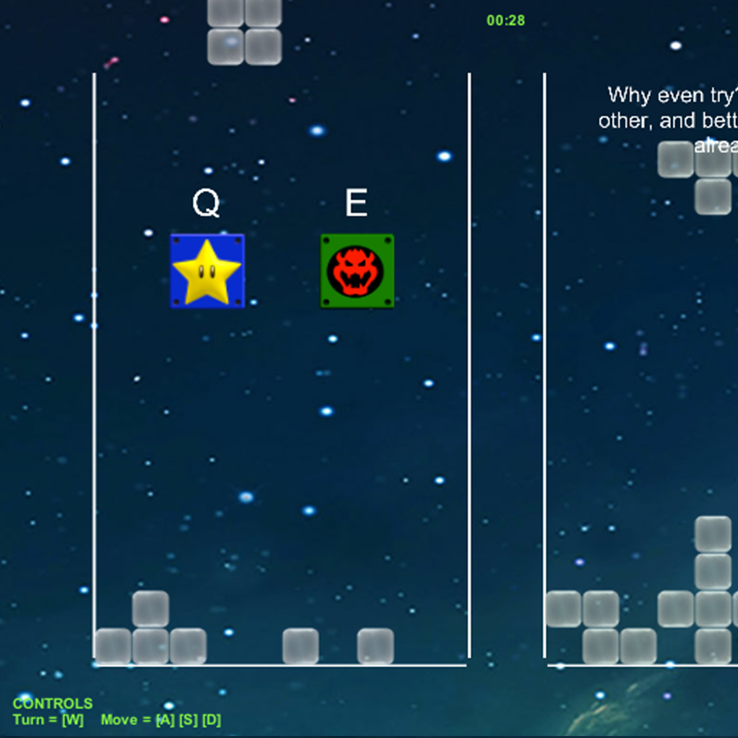 00:28
Why even try?
other, and bett
alrea
Q E
CONTROLS
Turn = [W] Move = [A] [S] [D]